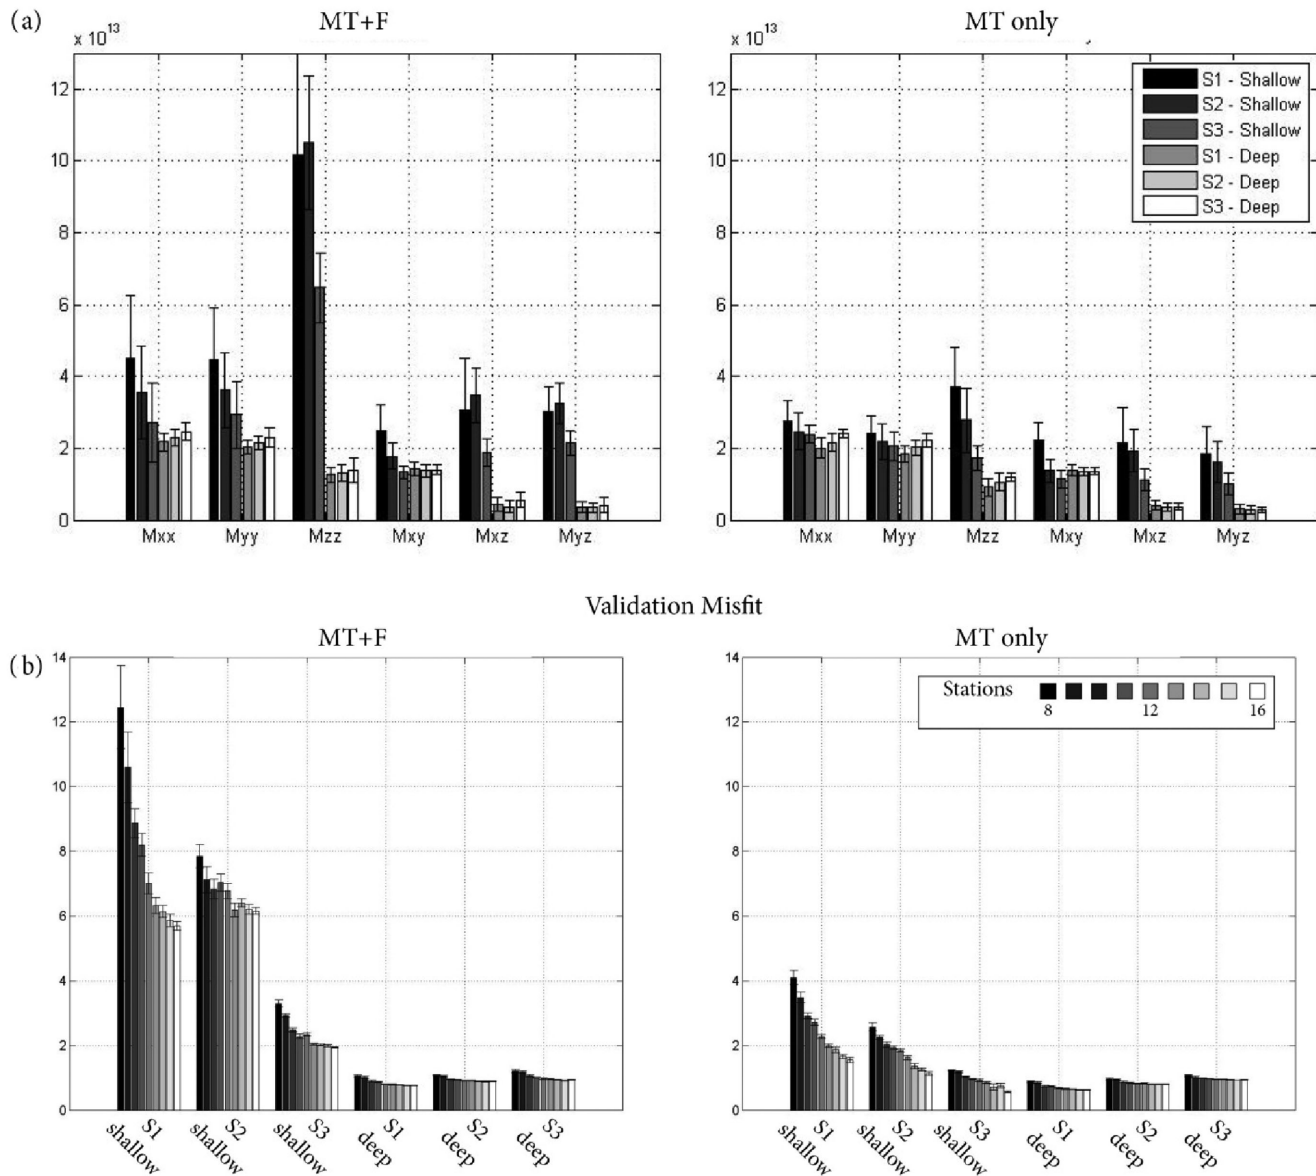 (a)
MT+F
MT only
x 10^13
x 10^13
12
10
8
6
4
2
0
Mxx Myy Mzz Mxy Mxz Myz
12
10
8
6
4
2
0
Mxx Myy Mzz Mxy Mxz Myz
S1 - Shallow
S2 - Shallow
S3 - Shallow
S1 - Deep
S2 - Deep
S3 - Deep
Validation Misfit
(b)
MT+F
MT only
14
12
10
8
6
4
2
0
S1 shallow
S2 shallow
S3 shallow
S1 deep
S2 deep
S3 deep
14
12
10
8
6
4
2
0
Stations
8 12 16
S1 shallow
S2 shallow
S3 shallow
S1 deep
S2 deep
S3 deep